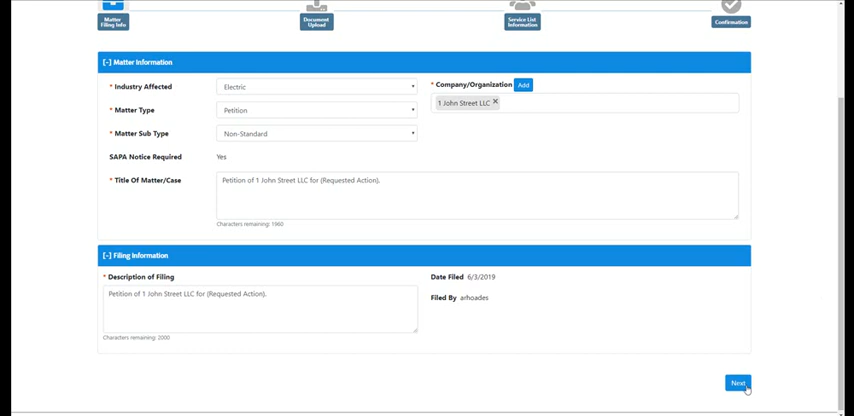 Matter
Filing Info
Document
Upload
Service List
Information
Confirmation
[-] Matter Information
* Industry Affected Electric
* Company/Organization Add
1 John Street LLC ×
* Matter Type Petition
* Matter Sub Type Non-Standard
SAPA Notice Required Yes
* Title Of Matter/Case Petition of 1 John Street LLC for (Requested Action).
Characters remaining: 1960
[-] Filing Information
* Description of Filing
Date Filed 6/3/2019
Petition of 1 John Street LLC for (Requested Action).
Filed By arhoades
Characters remaining: 2000
Next